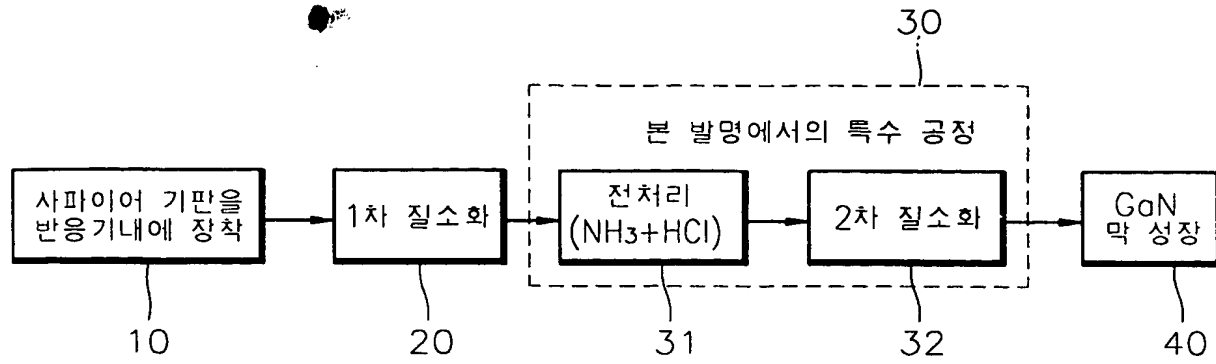 30
본 발명에서의 특수 공정
사파이어 기판을
반응기내에 장착
1차 질소화
전처리
(NH3+HCl)
2차 질소화
GaN
막 성장
10
20
31
32
40